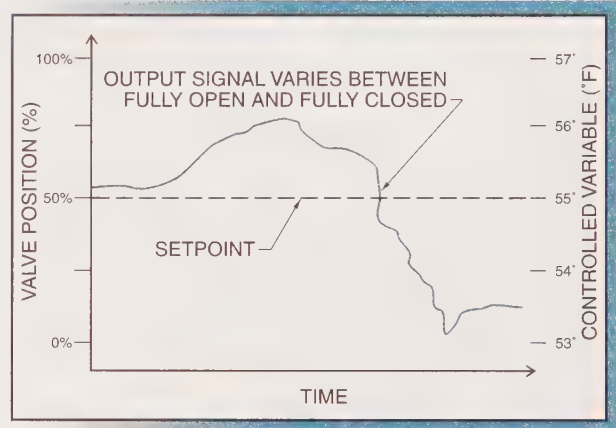 100%
57°
OUTPUT SIGNAL VARIES BETWEEN
FULLY OPEN AND FULLY CLOSED
56°
VALVE POSITION (%)
CONTROLLED VARIABLE (°F)
50%
55°
SETPOINT
54°
0%
53°
TIME